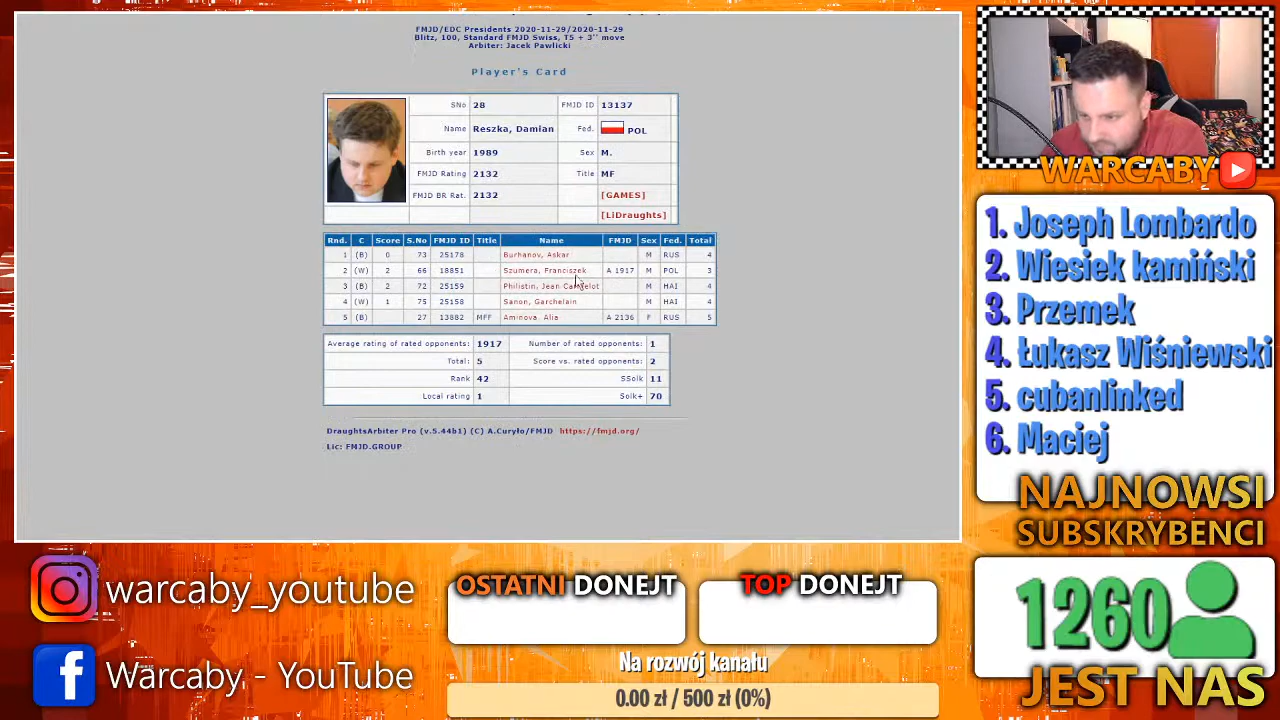 FMJD/EDC Presidents 2020-11-29/2020-11-29
Blitz, 100, Standard FMJD Swiss, T5 + 3'' move
Arbiter: Jacek Pawlicki
Player's Card
SNo 28 FMJD ID 13137
Name Reszka, Damian Fed. POL
Birth year 1989 Sex M.
FMJD Rating 2132 Title MF
FMJD BR Rat. 2132 [GAMES]
[LiDraughts]
Rnd. C Score S.No FMJD ID Title Name FMJD Sex Fed. Total
1 (B) 0 73 25178 Burhanov, Askar M RUS 4
2 (W) 2 66 18851 Szumera, Franciszek A 1917 M POL 3
3 (B) 2 72 25159 Philistin, Jean M HAI 4
4 (W) 1 75 25158 Sanon, Garchelain M HAI 4
5 (B) 27 13882 MFF Aminova, Alia A 2136 F RUS 5
Average rating of rated opponents: 1917 Number of rated opponents: 1
Total: 5 Score vs. rated opponents: 2
Rank 42 SSolk 11
Local rating 1 Solk+ 70
DraughtsArbiter Pro (v.5.44b1) (C) A.Curyło/FMJD https://fmjd.org/
Lic: FMJD.GROUP
WARCABY
1. Joseph Lombardo
2. Wiesiek kamiński
3. Przemek
4. Łukasz Wiśniewski
5. cubanlinked
6. Maciej
NAJNOWSI
SUBSKRYBENCI
1260
JEST NAS
warcaby_youtube
Warcaby - YouTube
OSTATNI DONEJT
TOP DONEJT
Na rozwój kanału
0.00 zł / 500 zł (0%)